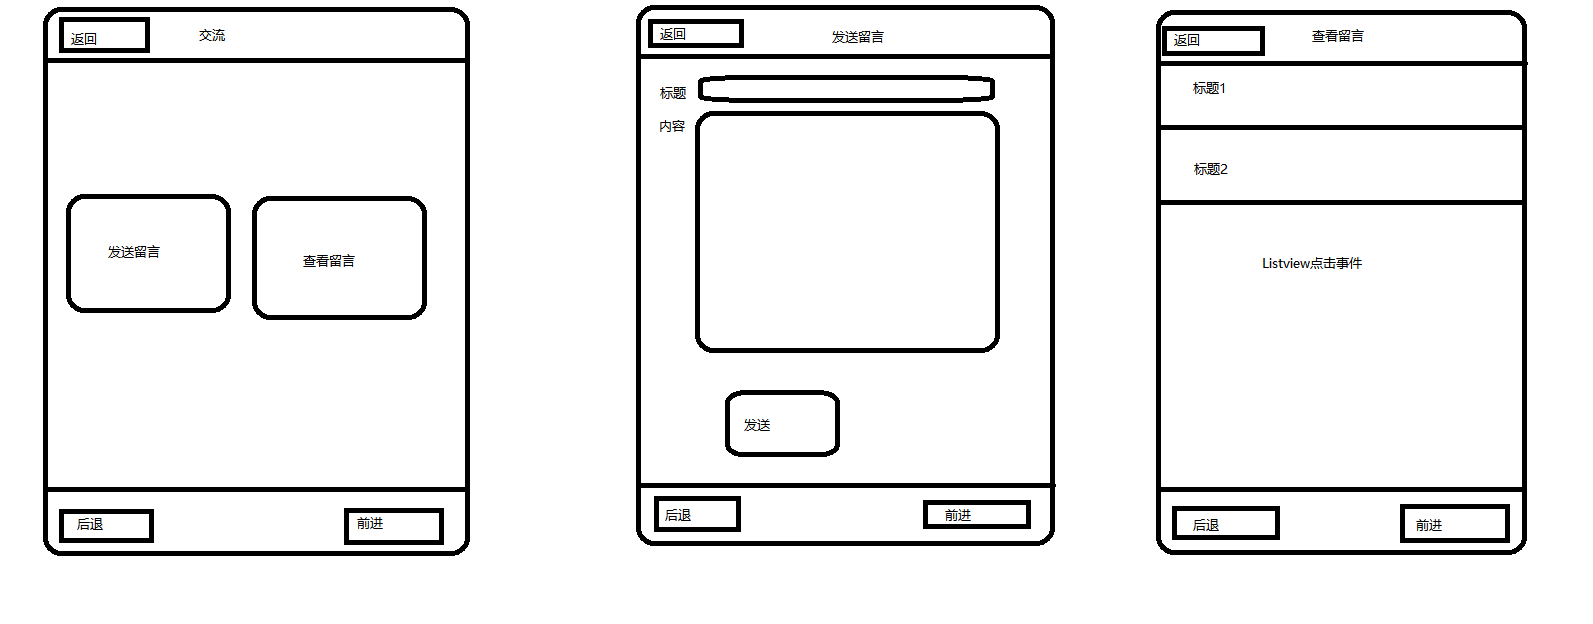 返回
交流
发送留言
查看留言
后退
前进
返回
发送留言
标题
内容
发送
后退
前进
返回
查看留言
标题1
标题2
Listview点击事件
后退
前进